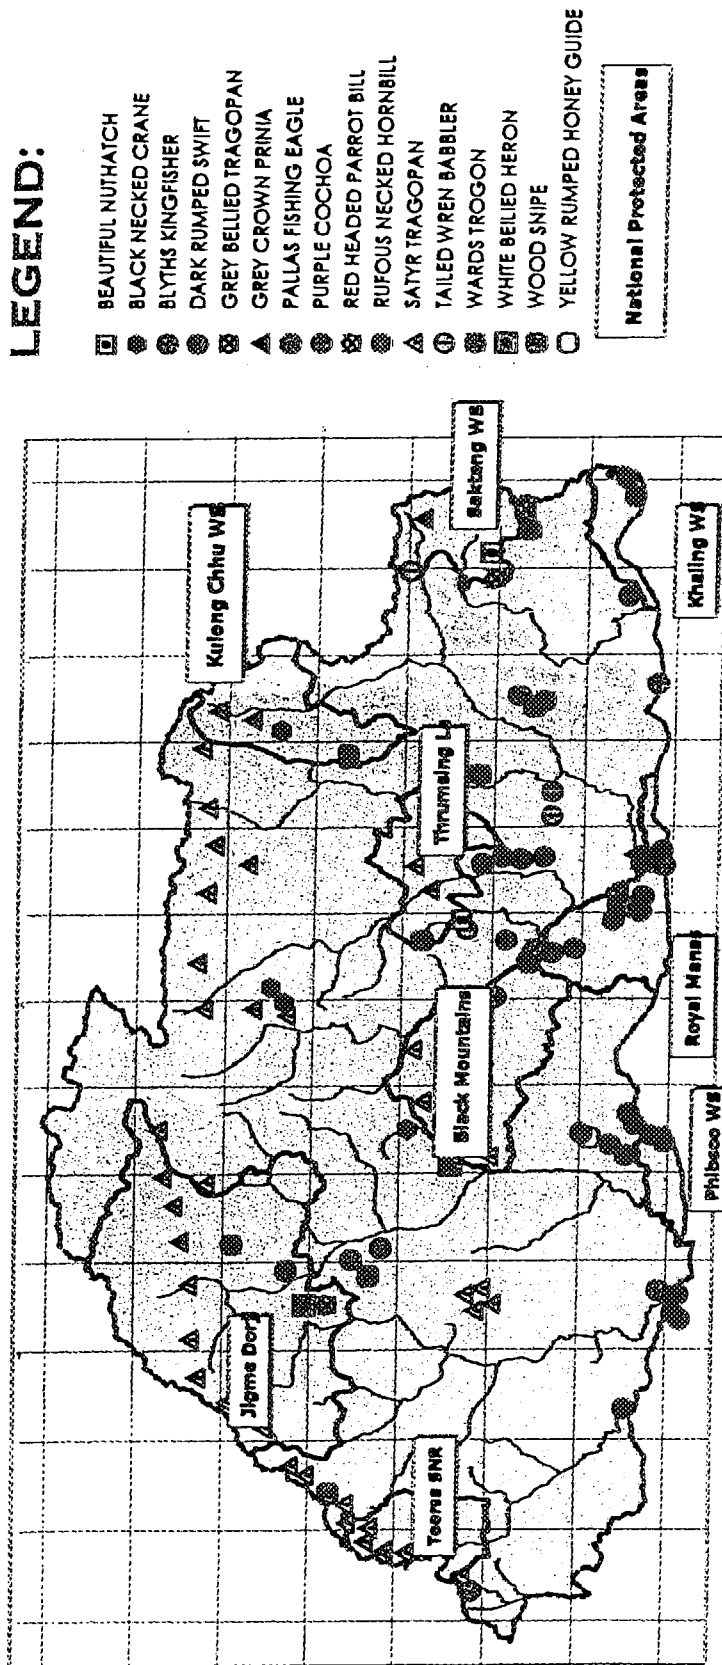 LEGEND:
BEAUTIFUL NUTHATCH
BLACK NECKED CRANE
BLYTHS KINGFISHER
DARK RUMPED SWIFT
GREY BELLIED TRAGOPAN
GREY CROWN PRINIA
PALLAS FISHING EAGLE
PURPLE COCHOA
RED HEADED PARROT BILL
RUFOUS NECKED HORNBILL
SATYR TRAGOPAN
TAILED WREN BABBLER
WARDS TROGON
WHITE BEILIED HERON
WOOD SNIPE
YELLOW RUMPED HONEY GUIDE
National Protected Areas
Kulong Chhu WS
Sakteng WS
Thrumsing La
Khaling WS
Jigme Dorj
Black Mountains
Royal Manas
Toorsa SNR
Phibsoo WS